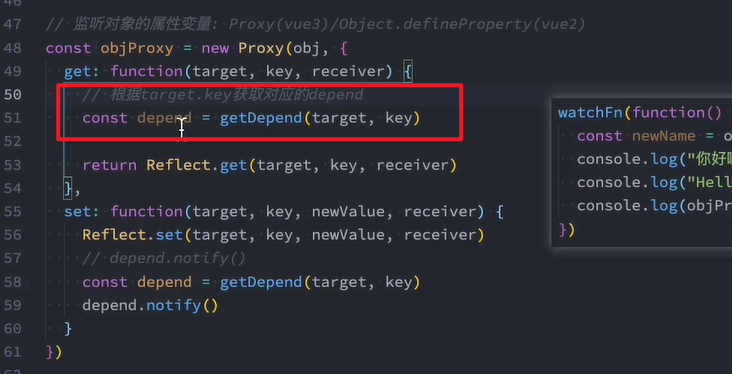 47 // 监听对象的属性变量: Proxy(vue3)/Object.defineProperty(vue2)
48 const objProxy = new Proxy(obj, {
49 get: function(target, key, receiver) {
50 // 根据target.key获取对应的depend
51 const depend = getDepend(target, key)
52
53 return Reflect.get(target, key, receiver)
54 },
55 set: function(target, key, newValue, receiver) {
56 Reflect.set(target, key, newValue, receiver)
57 // depend.notify()
58 const depend = getDepend(target, key)
59 depend.notify()
60 }
61 })
watchFn(function()
const newName = o
console.log("你好
console.log("Hell
console.log(objPr
})